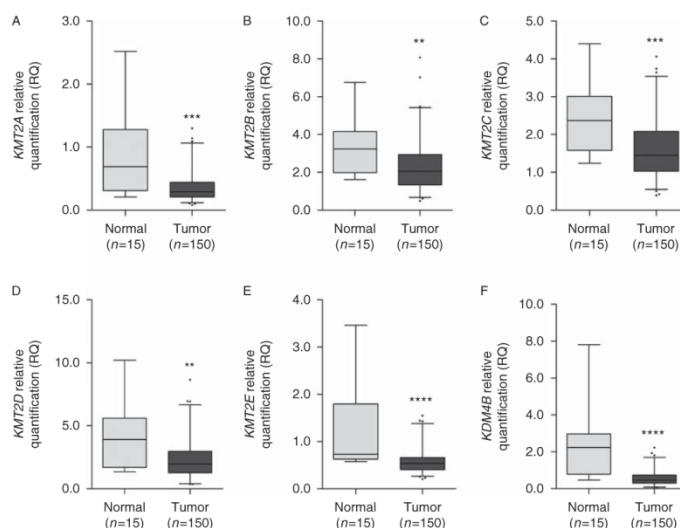 A
KMT2A relative
quantification (RQ)
3.0
2.0
1.0
0.0
***
Normal
(n=15)
Tumor
(n=150)
B
KMT2B relative
quantification (RQ)
10.0
8.0
6.0
4.0
2.0
0.0
**
Normal
(n=15)
Tumor
(n=150)
C
KMT2C relative
quantification (RQ)
5.0
4.0
3.0
2.0
1.0
0.0
***
Normal
(n=15)
Tumor
(n=150)
D
KMT2D relative
quantification (RQ)
15.0
10.0
5.0
0.0
**
Normal
(n=15)
Tumor
(n=150)
E
KMT2E relative
quantification (RQ)
4.0
3.0
2.0
1.0
0.0
****
Normal
(n=15)
Tumor
(n=150)
F
KDM4B relative
quantification (RQ)
10.0
8.0
6.0
4.0
2.0
0.0
****
Normal
(n=15)
Tumor
(n=150)